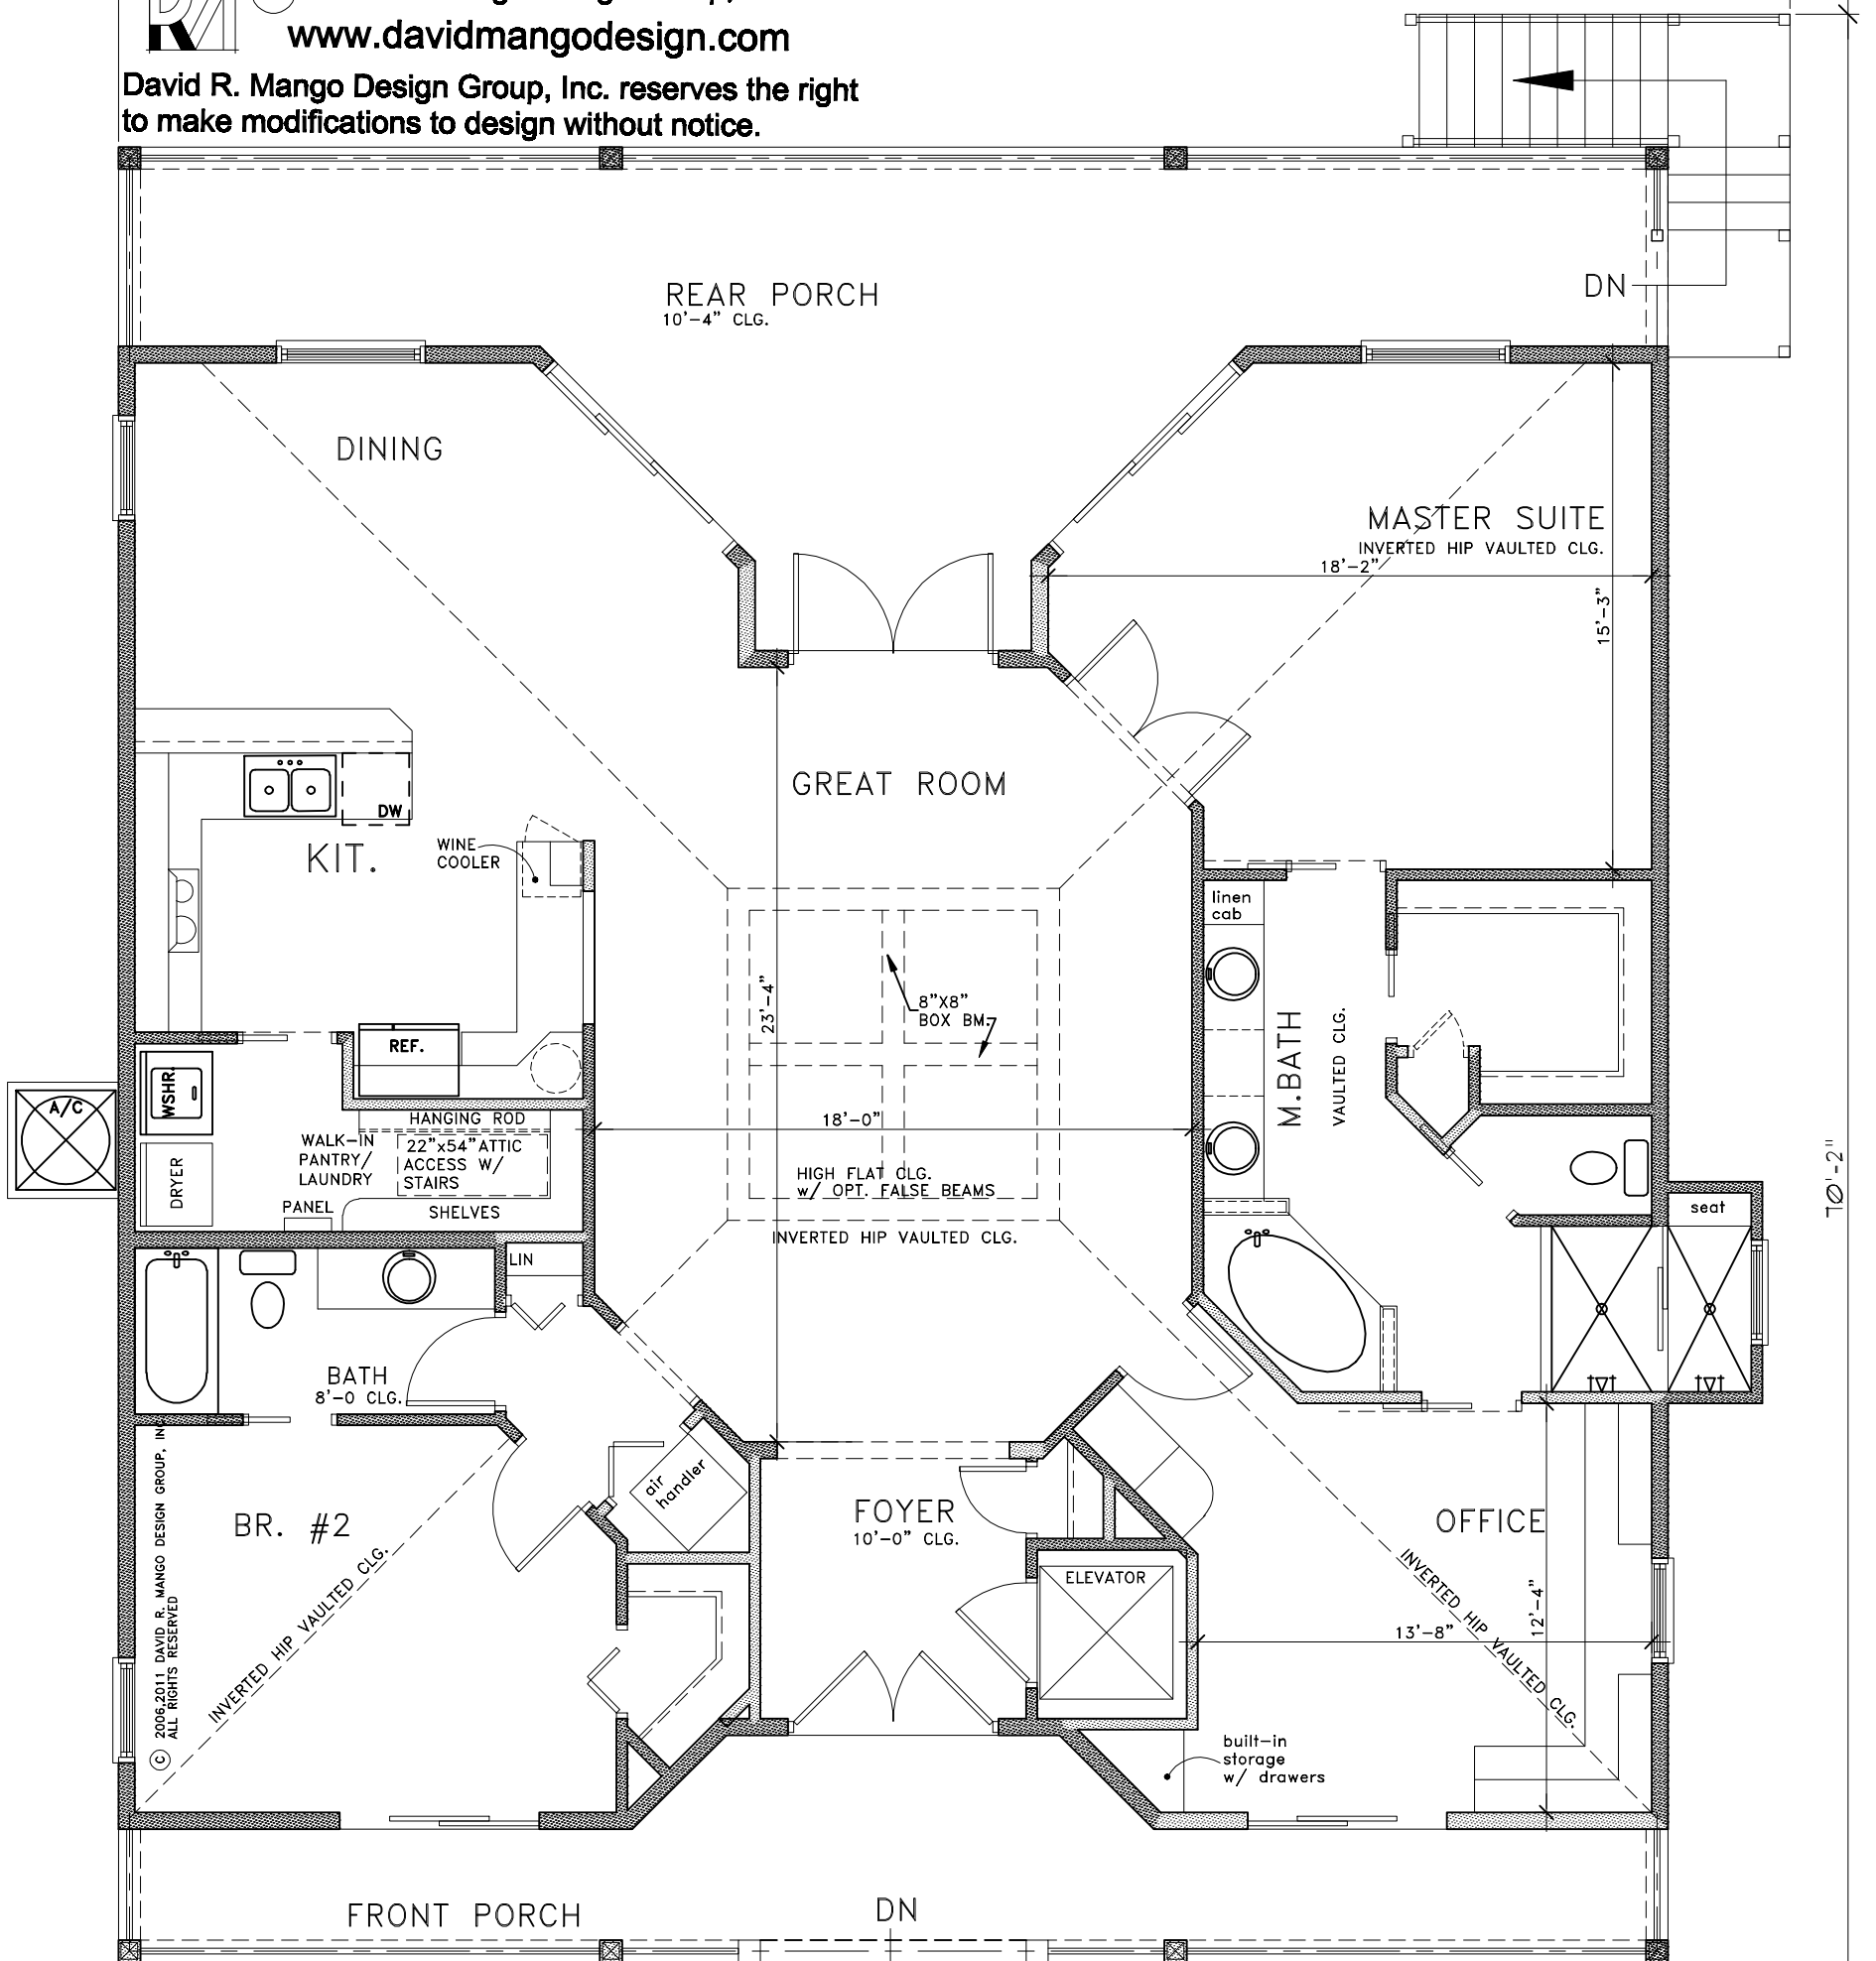 www.davidmangodesign.com
David R. Mango Design Group, Inc. reserves the right
to make modifications to design without notice.
REAR PORCH
10'-4" CLG.
DN
DINING
MASTER SUITE
INVERTED HIP VAULTED CLG.
18'-2"
15'-3"
GREAT ROOM
DW
KIT.
WINE
COOLER
linen
cab
23'-4"
8"X8"
BOX BM.
M.BATH
VAULTED CLG.
REF.
WSHR.
A/C
HANGING ROD
WALK-IN
PANTRY/
LAUNDRY
22"x54" ATTIC
ACCESS W/
STAIRS
18'-0"
DRYER
PANEL
SHELVES
HIGH FLAT CLG.
w/ OPT. FALSE BEAMS
INVERTED HIP VAULTED CLG.
seat
70'-2"
LIN
BATH
8'-0 CLG.
air
handler
BR. #2
INVERTED HIP VAULTED CLG.
© 2006,2011 DAVID R. MANGO DESIGN GROUP, INC.
ALL RIGHTS RESERVED
FOYER
10'-0" CLG.
ELEVATOR
OFFICE
INVERTED HIP VAULTED CLG.
12'-4"
13'-8"
built-in
storage
w/ drawers
FRONT PORCH
DN